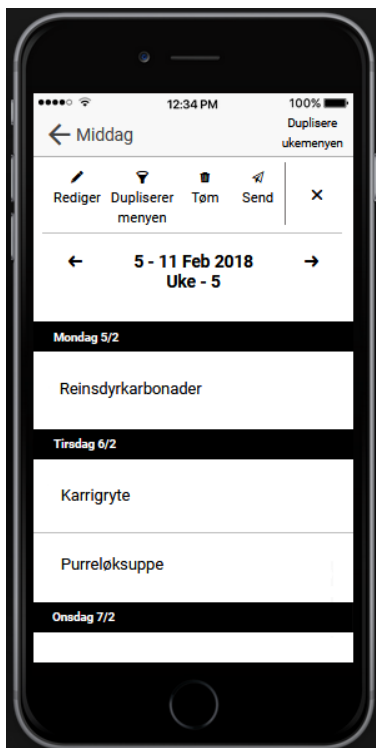 12:34 PM
100%
Middag
Duplisere
ukemenyen
Rediger
Dupliserer
menyen
Tøm
Send
5 - 11 Feb 2018
Uke - 5
Mondag 5/2
Reinsdyrkarbonader
Tirsdag 6/2
Karrigryte
Purreløksuppe
Onsdag 7/2